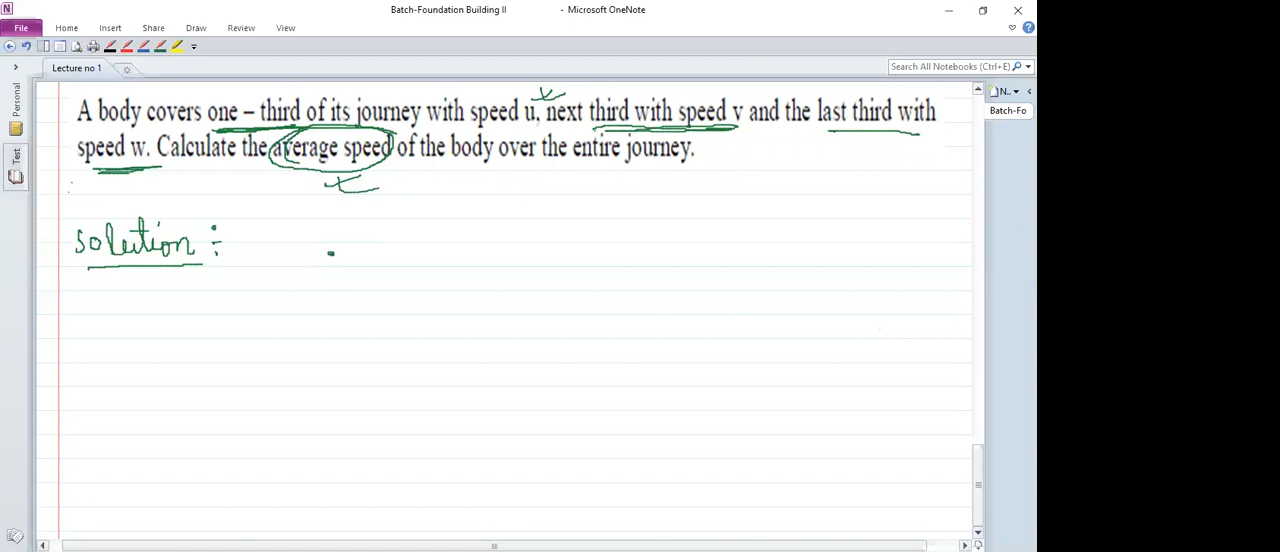 Batch-Foundation Building II - Microsoft OneNote
File Home Insert Share Draw Review View
Lecture no 1
Search All Notebooks (Ctrl+E)
Personal
Test
N..
Batch-Fo
A body covers one – third of its journey with speed u, next third with speed v and the last third with
speed w. Calculate the average speed of the body over the entire journey.
Solution :